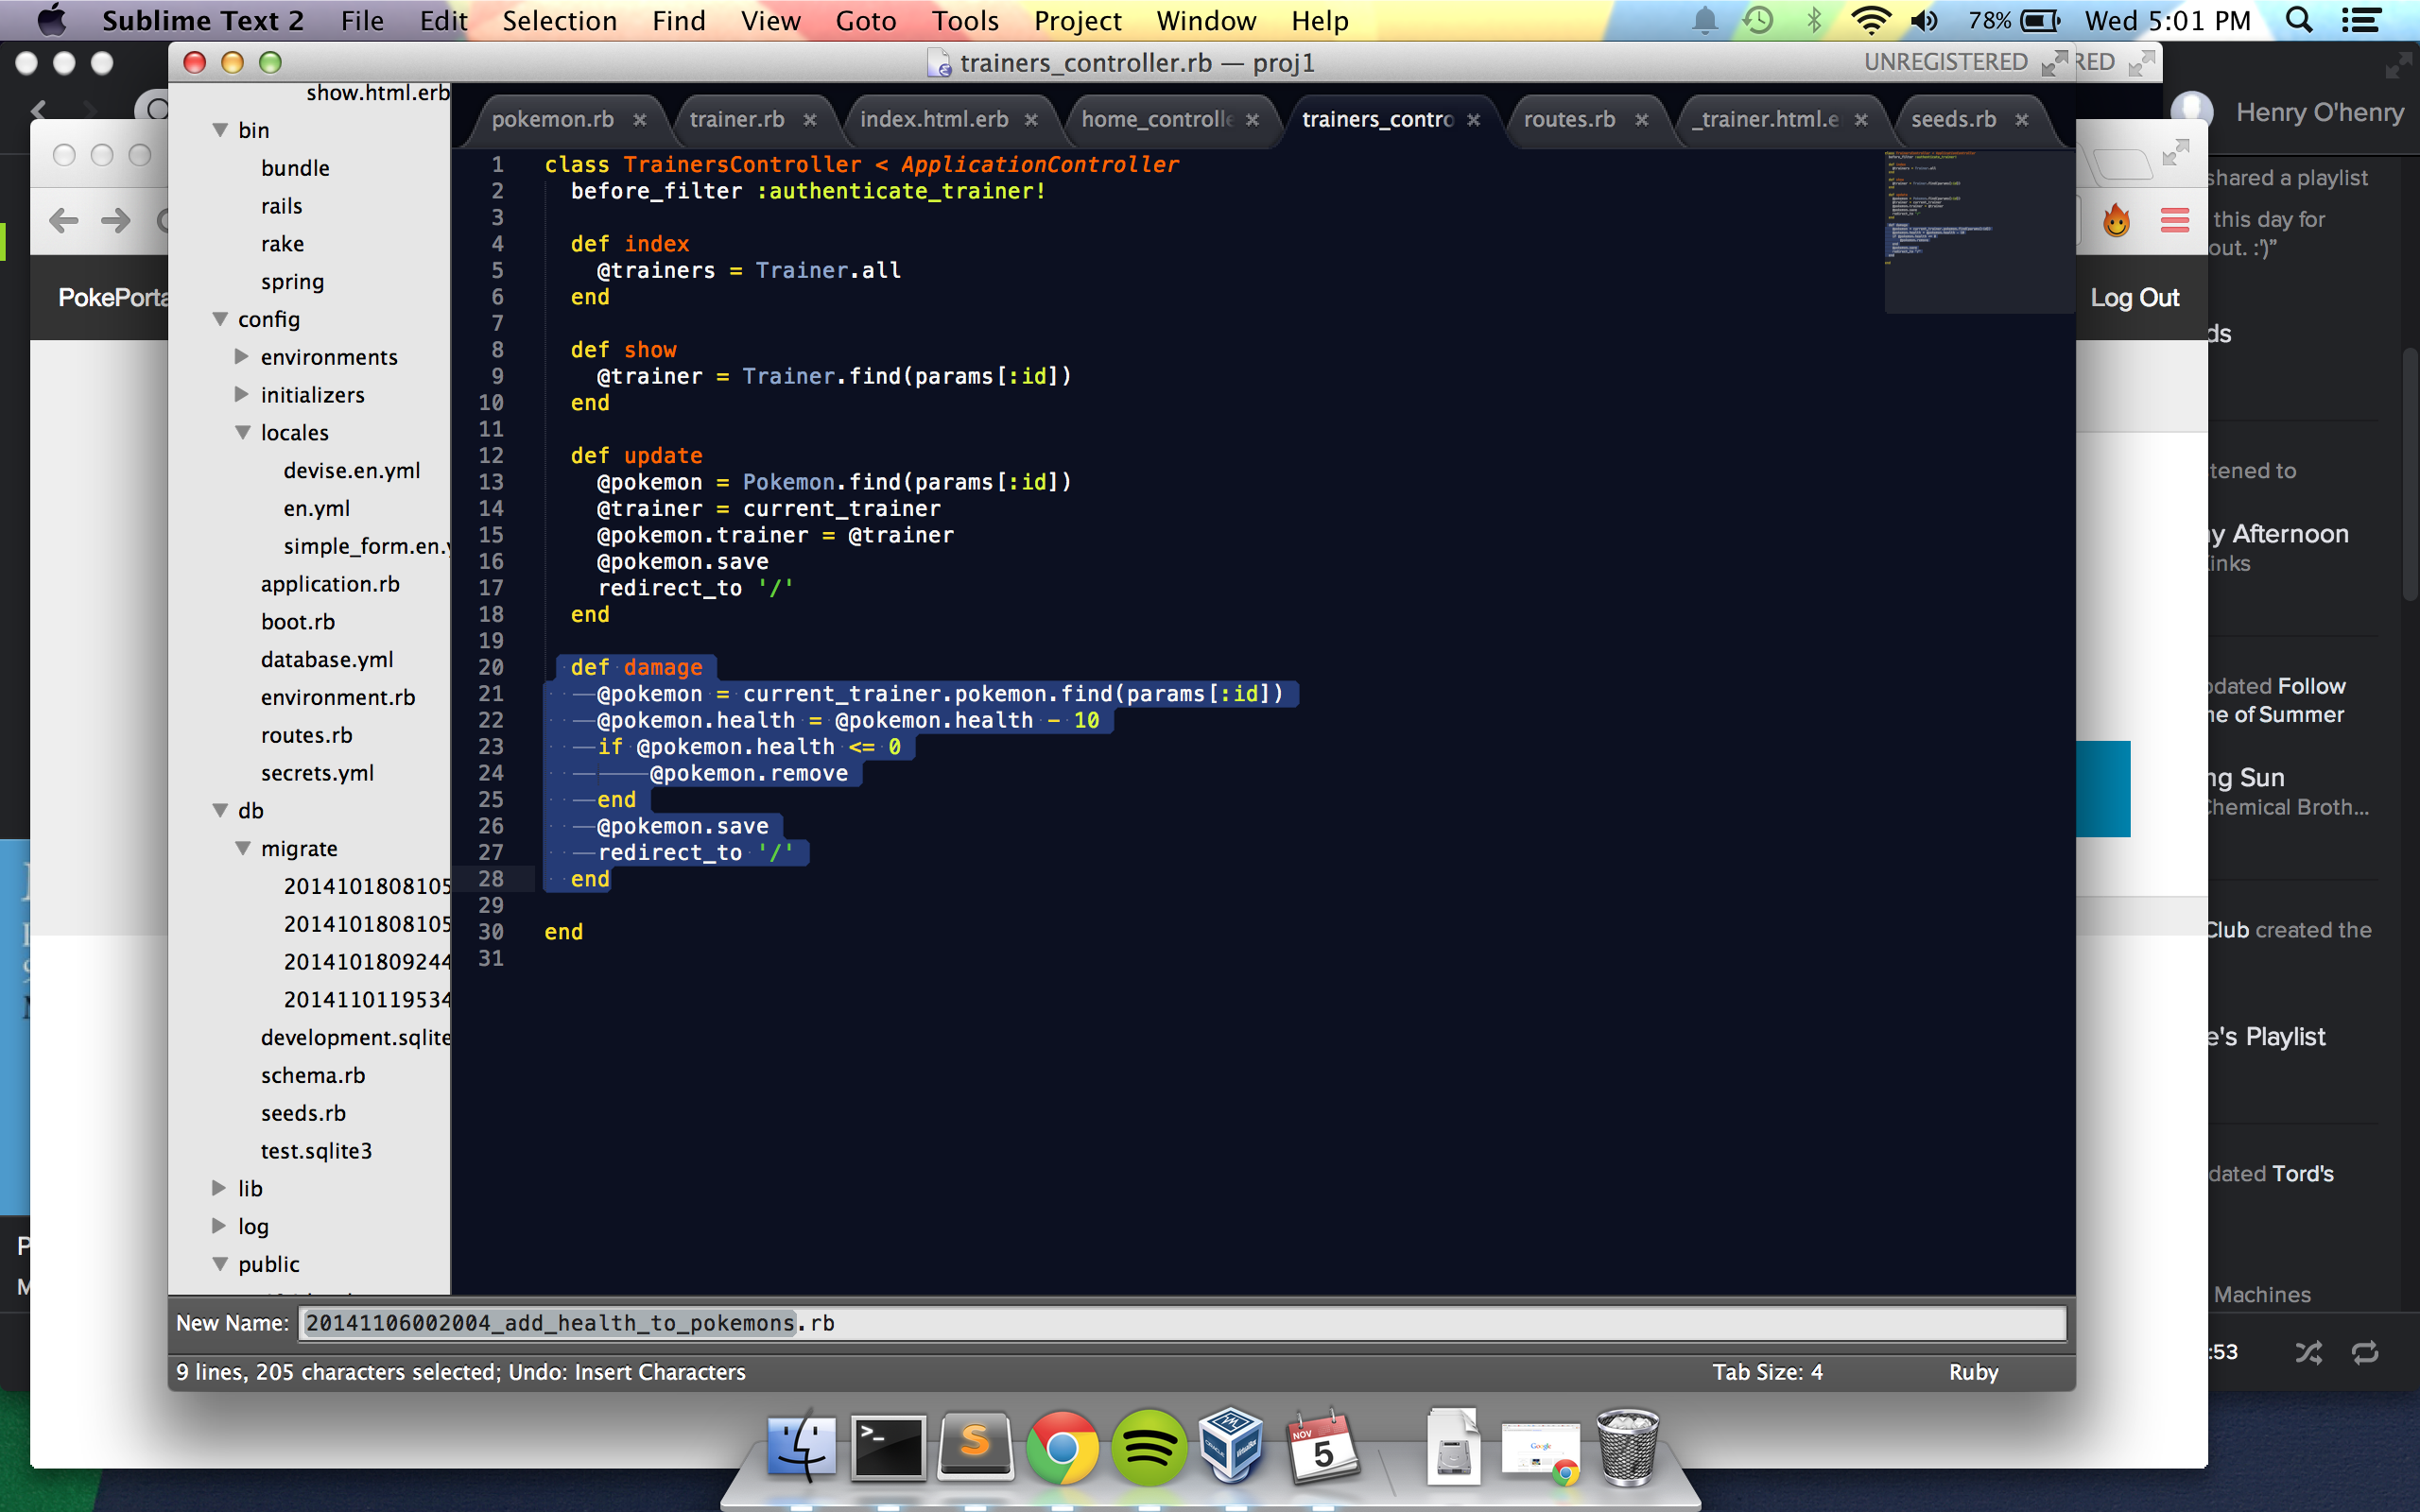 Sublime Text 2 File Edit Selection Find View Goto Tools Project Window Help 78% Wed 5:01 PM
trainers_controller.rb — proj1 UNREGISTERED RED
Henry O'henry
show.html.erb
bin
bundle
rails
rake
spring
config
environments
initializers
locales
devise.en.yml
en.yml
simple_form.en.y
application.rb
boot.rb
database.yml
environment.rb
routes.rb
secrets.yml
db
migrate
2014101808105
2014101808105
2014101809244
2014110119534
development.sqlite
schema.rb
seeds.rb
test.sqlite3
lib
log
public
pokemon.rb trainer.rb index.html.erb home_controlle trainers_contro routes.rb _trainer.html.e seeds.rb
1 class TrainersController < ApplicationController
2 before_filter :authenticate_trainer!
3
4 def index
5 @trainers = Trainer.all
6 end
7
8 def show
9 @trainer = Trainer.find(params[:id])
10 end
11
12 def update
13 @pokemon = Pokemon.find(params[:id])
14 @trainer = current_trainer
15 @pokemon.trainer = @trainer
16 @pokemon.save
17 redirect_to '/'
18 end
19
20 def damage
21 @pokemon = current_trainer.pokemon.find(params[:id])
22 @pokemon.health = @pokemon.health - 10
23 if @pokemon.health <= 0
24 @pokemon.remove
25 end
26 @pokemon.save
27 redirect_to '/'
28 end
29
30 end
31
New Name: 20141106002004_add_health_to_pokemons.rb
9 lines, 205 characters selected; Undo: Insert Characters Tab Size: 4 Ruby
PokePorta
Log Out
shared a playlist
this day for
out. :')"
ds
tened to
y Afternoon
inks
pdated Follow
ne of Summer
ng Sun
Chemical Broth...
Club created the
e's Playlist
dated Tord's
Machines
:53
NOV
5
Google